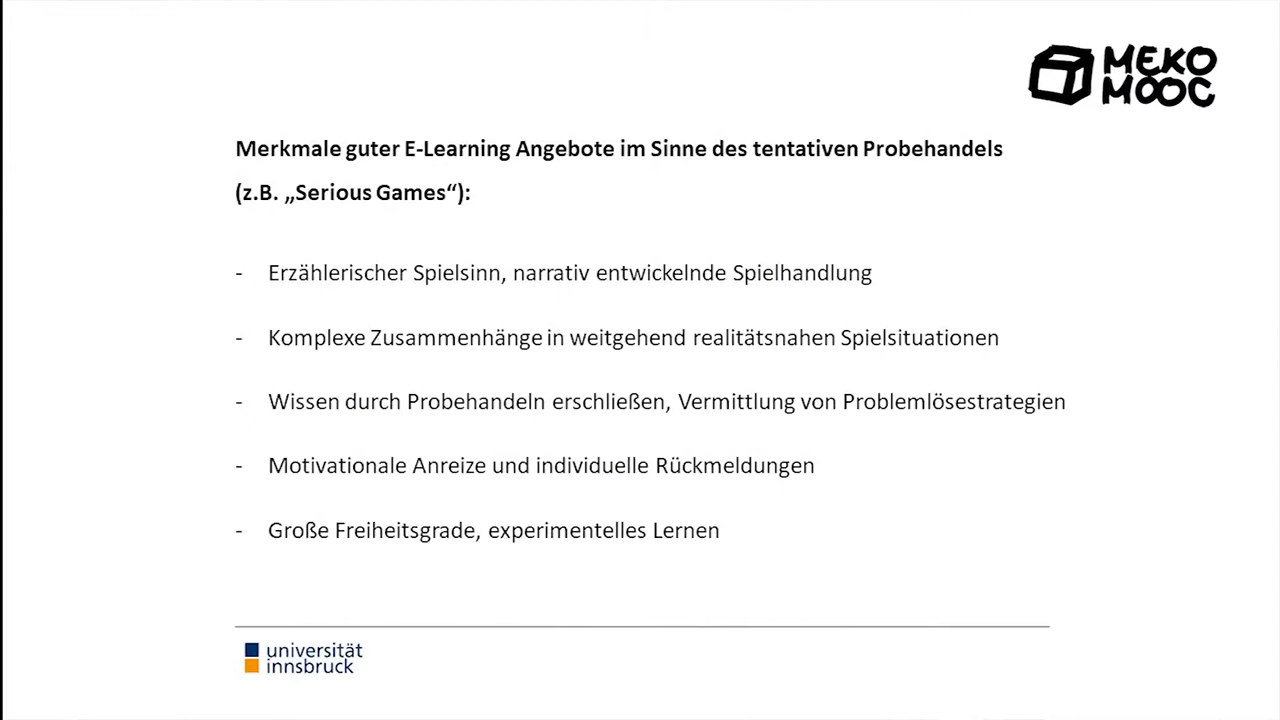 MEKO
MOOC
Merkmale guter E-Learning Angebote im Sinne des tentativen Probehandels
(z.B. „Serious Games“):
- Erzählerischer Spielsinn, narrativ entwickelnde Spielhandlung
- Komplexe Zusammenhänge in weitgehend realitätsnahen Spielsituationen
- Wissen durch Probehandeln erschließen, Vermittlung von Problemlösestrategien
- Motivationale Anreize und individuelle Rückmeldungen
- Große Freiheitsgrade, experimentelles Lernen
universität
innsbruck